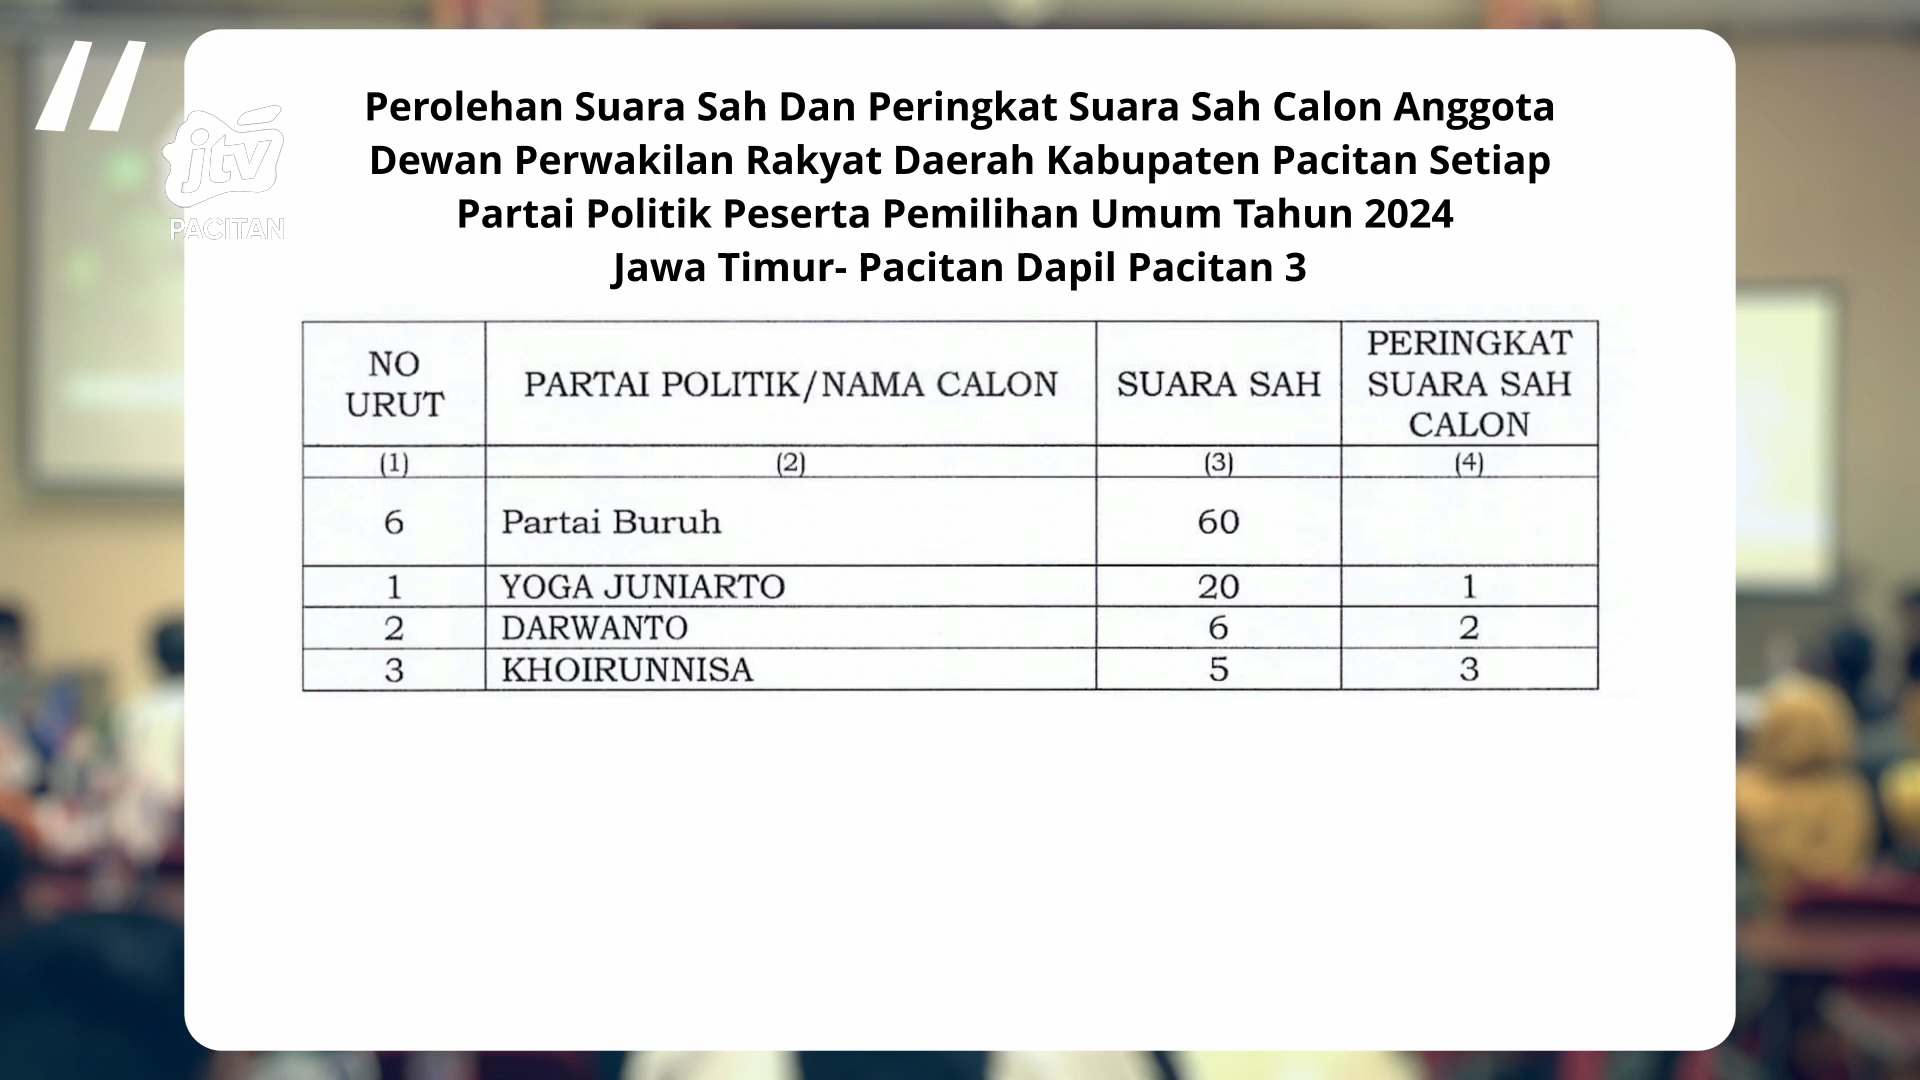 jtv
PACITAN
Perolehan Suara Sah Dan Peringkat Suara Sah Calon Anggota
Dewan Perwakilan Rakyat Daerah Kabupaten Pacitan Setiap
Partai Politik Peserta Pemilihan Umum Tahun 2024
Jawa Timur- Pacitan Dapil Pacitan 3
NO URUT PARTAI POLITIK/NAMA CALON SUARA SAH PERINGKAT SUARA SAH CALON
(1) (2) (3) (4)
6 Partai Buruh 60
1 YOGA JUNIARTO 20 1
2 DARWANTO 6 2
3 KHOIRUNNISA 5 3